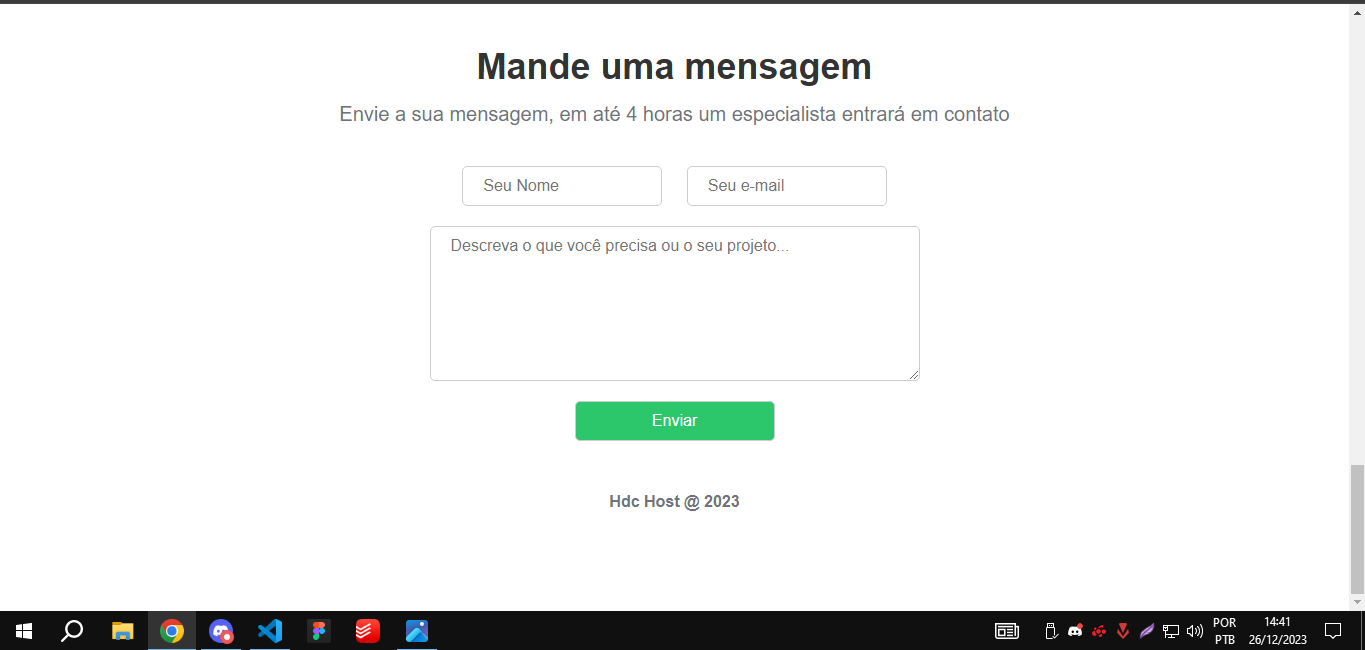 Mande uma mensagem
Envie a sua mensagem, em até 4 horas um especialista entrará em contato
Seu Nome
Seu e-mail
Descreva o que você precisa ou o seu projeto...
Enviar
Hdc Host @ 2023
POR
PTB
14:41
26/12/2023